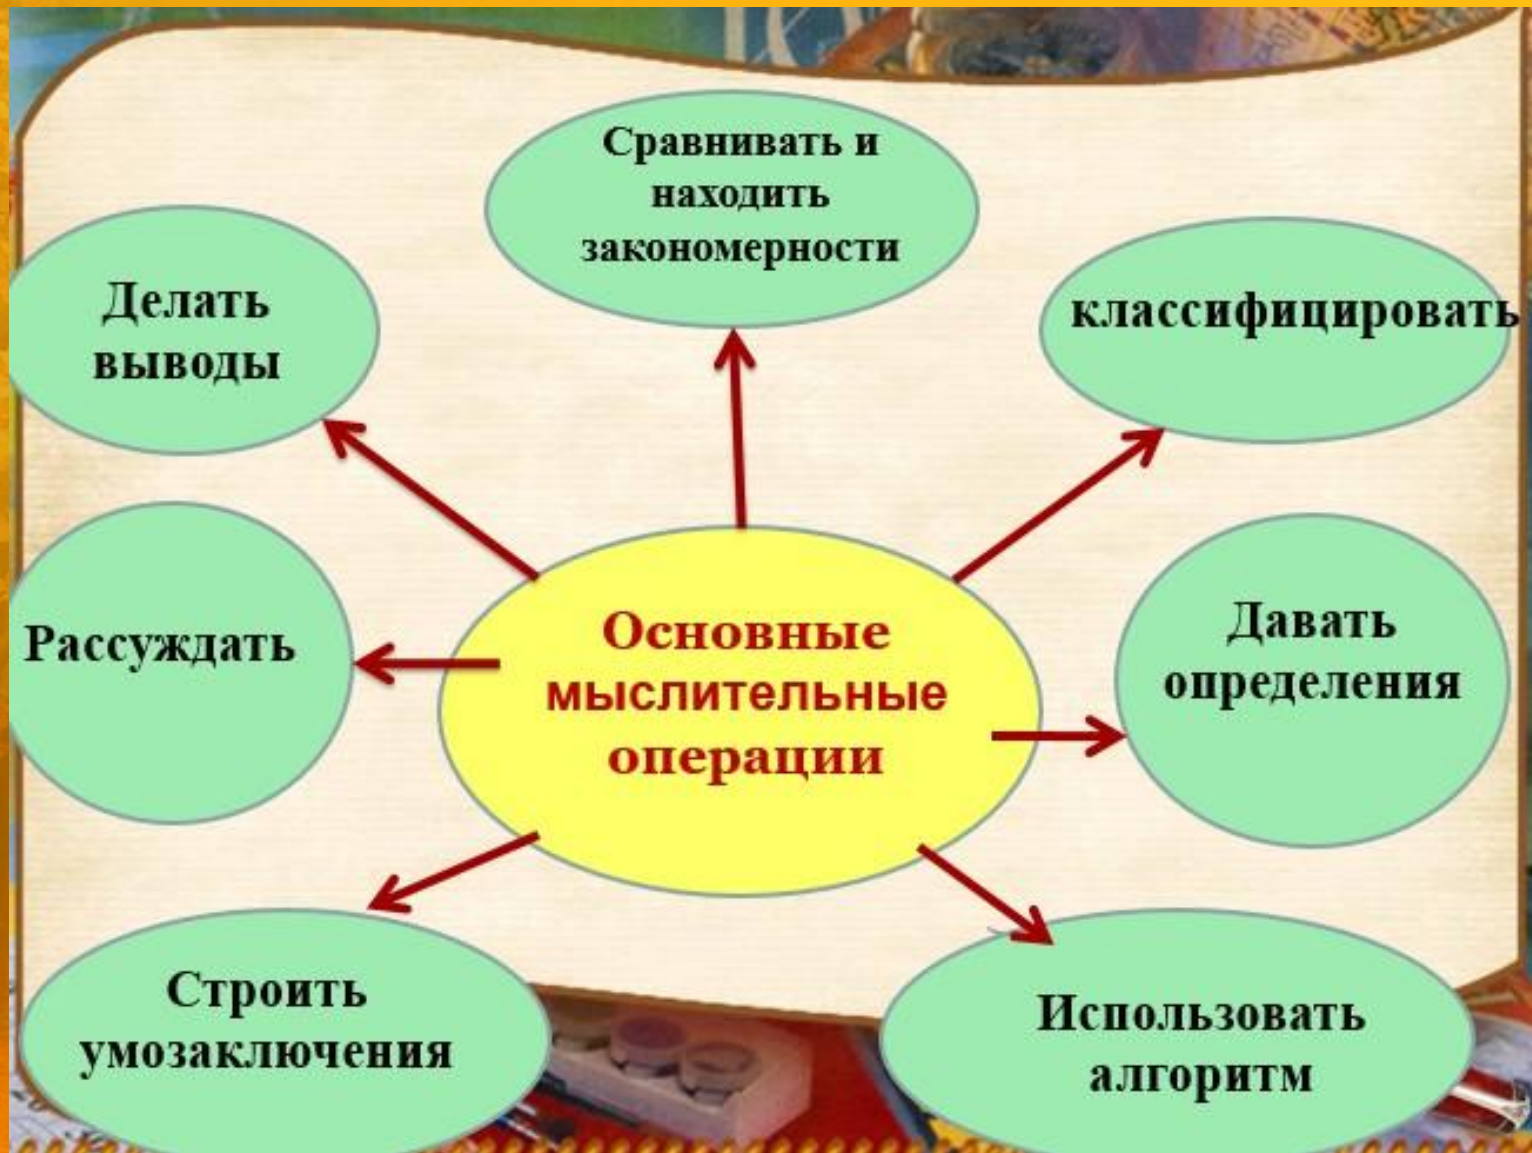 Сравнивать и
находить
закономерности
Делать
выводы
классифицировать
Рассуждать
Основные
мыслительные
операции
Давать
определения
Строить
умозаключения
Использовать
алгоритм